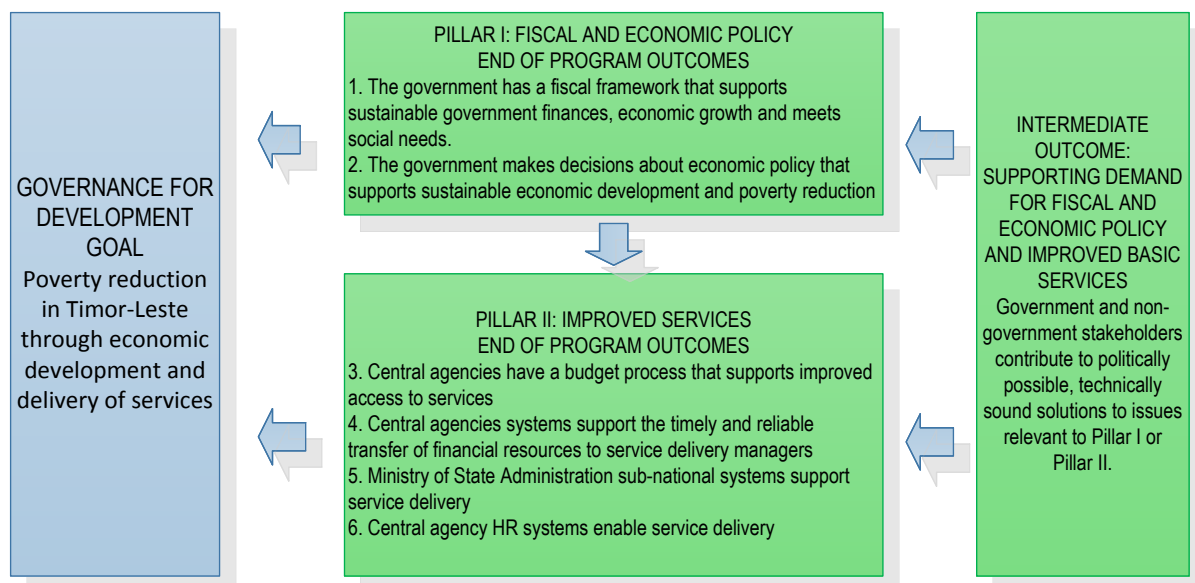 GOVERNANCE FOR
DEVELOPMENT
GOAL
Poverty reduction
in Timor-Leste
through economic
development and
delivery of services
PILLAR I: FISCAL AND ECONOMIC POLICY
END OF PROGRAM OUTCOMES
1. The government has a fiscal framework that supports
sustainable government finances, economic growth and meets
social needs.
2. The government makes decisions about economic policy that
supports sustainable economic development and poverty reduction
PILLAR II: IMPROVED SERVICES
END OF PROGRAM OUTCOMES
3. Central agencies have a budget process that supports improved
access to services
4. Central agencies systems support the timely and reliable
transfer of financial resources to service delivery managers
5. Ministry of State Administration sub-national systems support
service delivery
6. Central agency HR systems enable service delivery
INTERMEDIATE
OUTCOME:
SUPPORTING DEMAND
FOR FISCAL AND
ECONOMIC POLICY
AND IMPROVED BASIC
SERVICES
Government and non-
government stakeholders
contribute to politically
possible, technically
sound solutions to issues
relevant to Pillar I or
Pillar II.